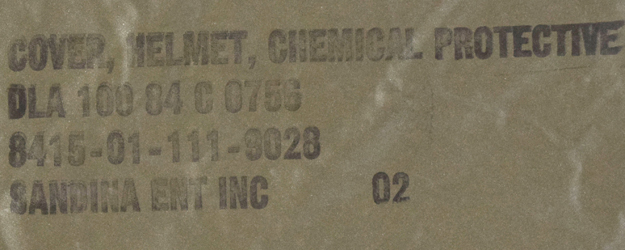 COVER, HELMET, CHEMICAL PROTECTIVE
DLA 100 84 C 0756
8415-01-111-9028
SANDINA ENT INC 02